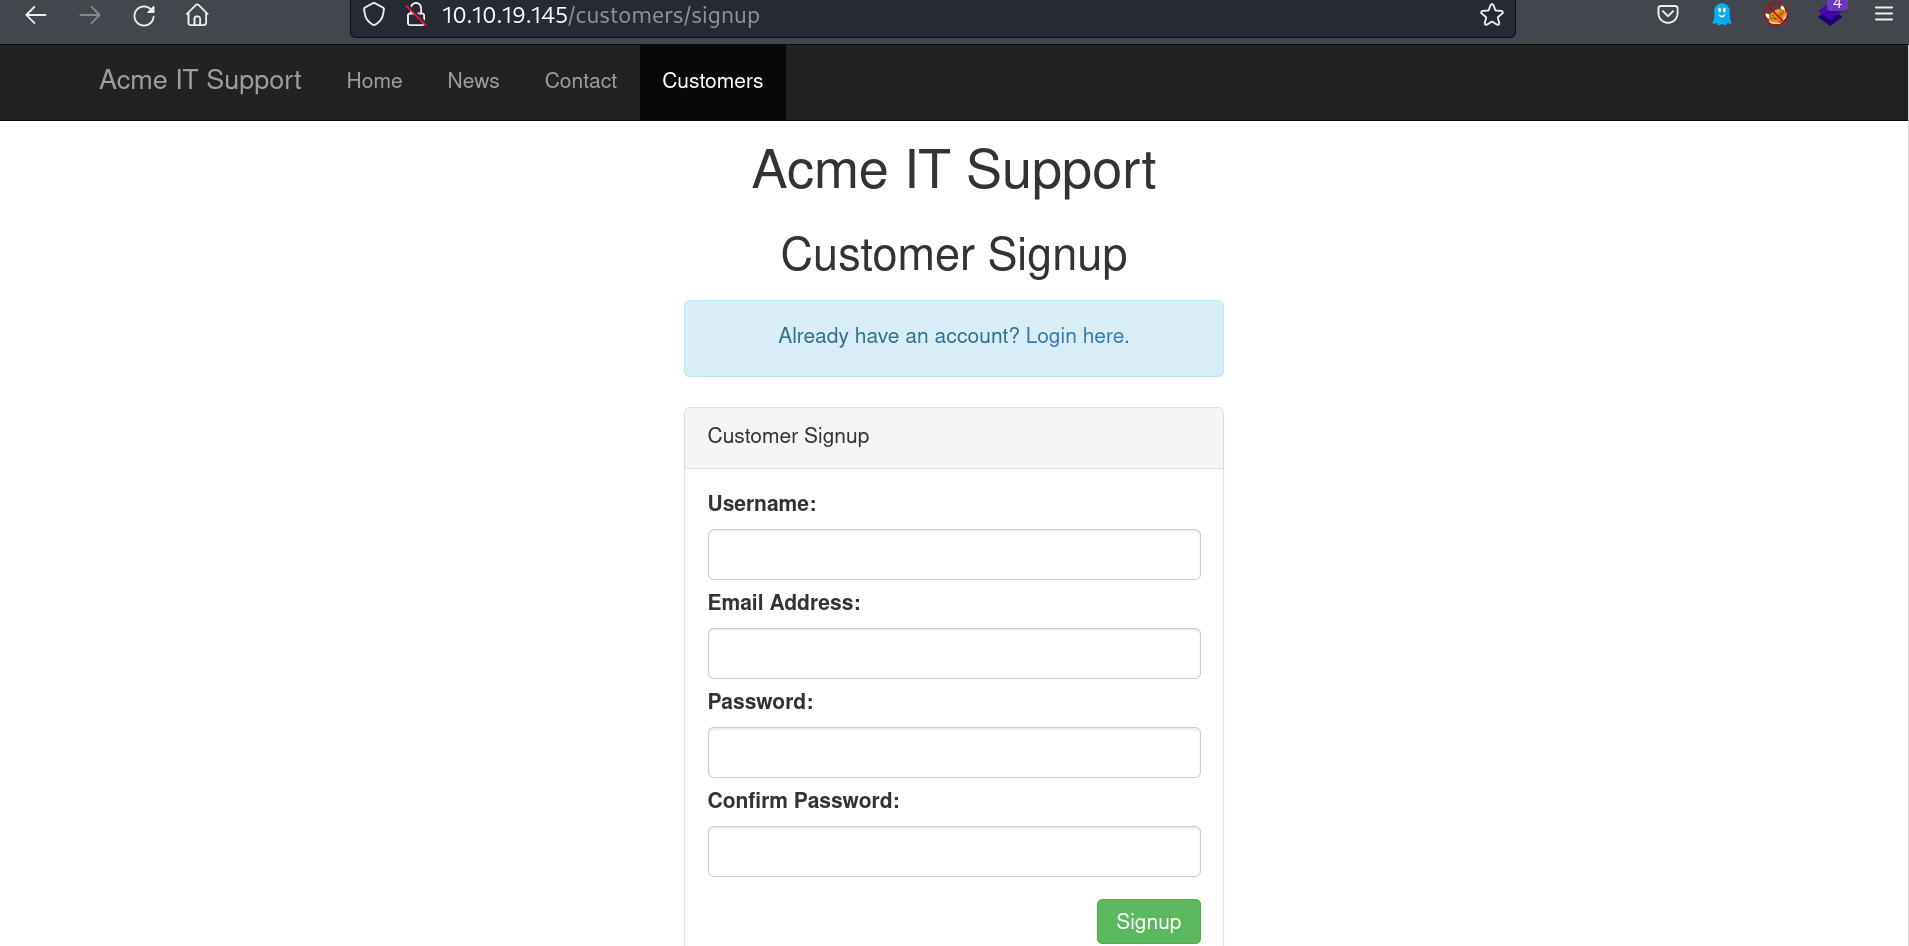 10.10.19.145/customers/signup
4
Acme IT Support Home News Contact Customers
Acme IT Support
Customer Signup
Already have an account? Login here.
Customer Signup
Username:
Email Address:
Password:
Confirm Password:
Signup